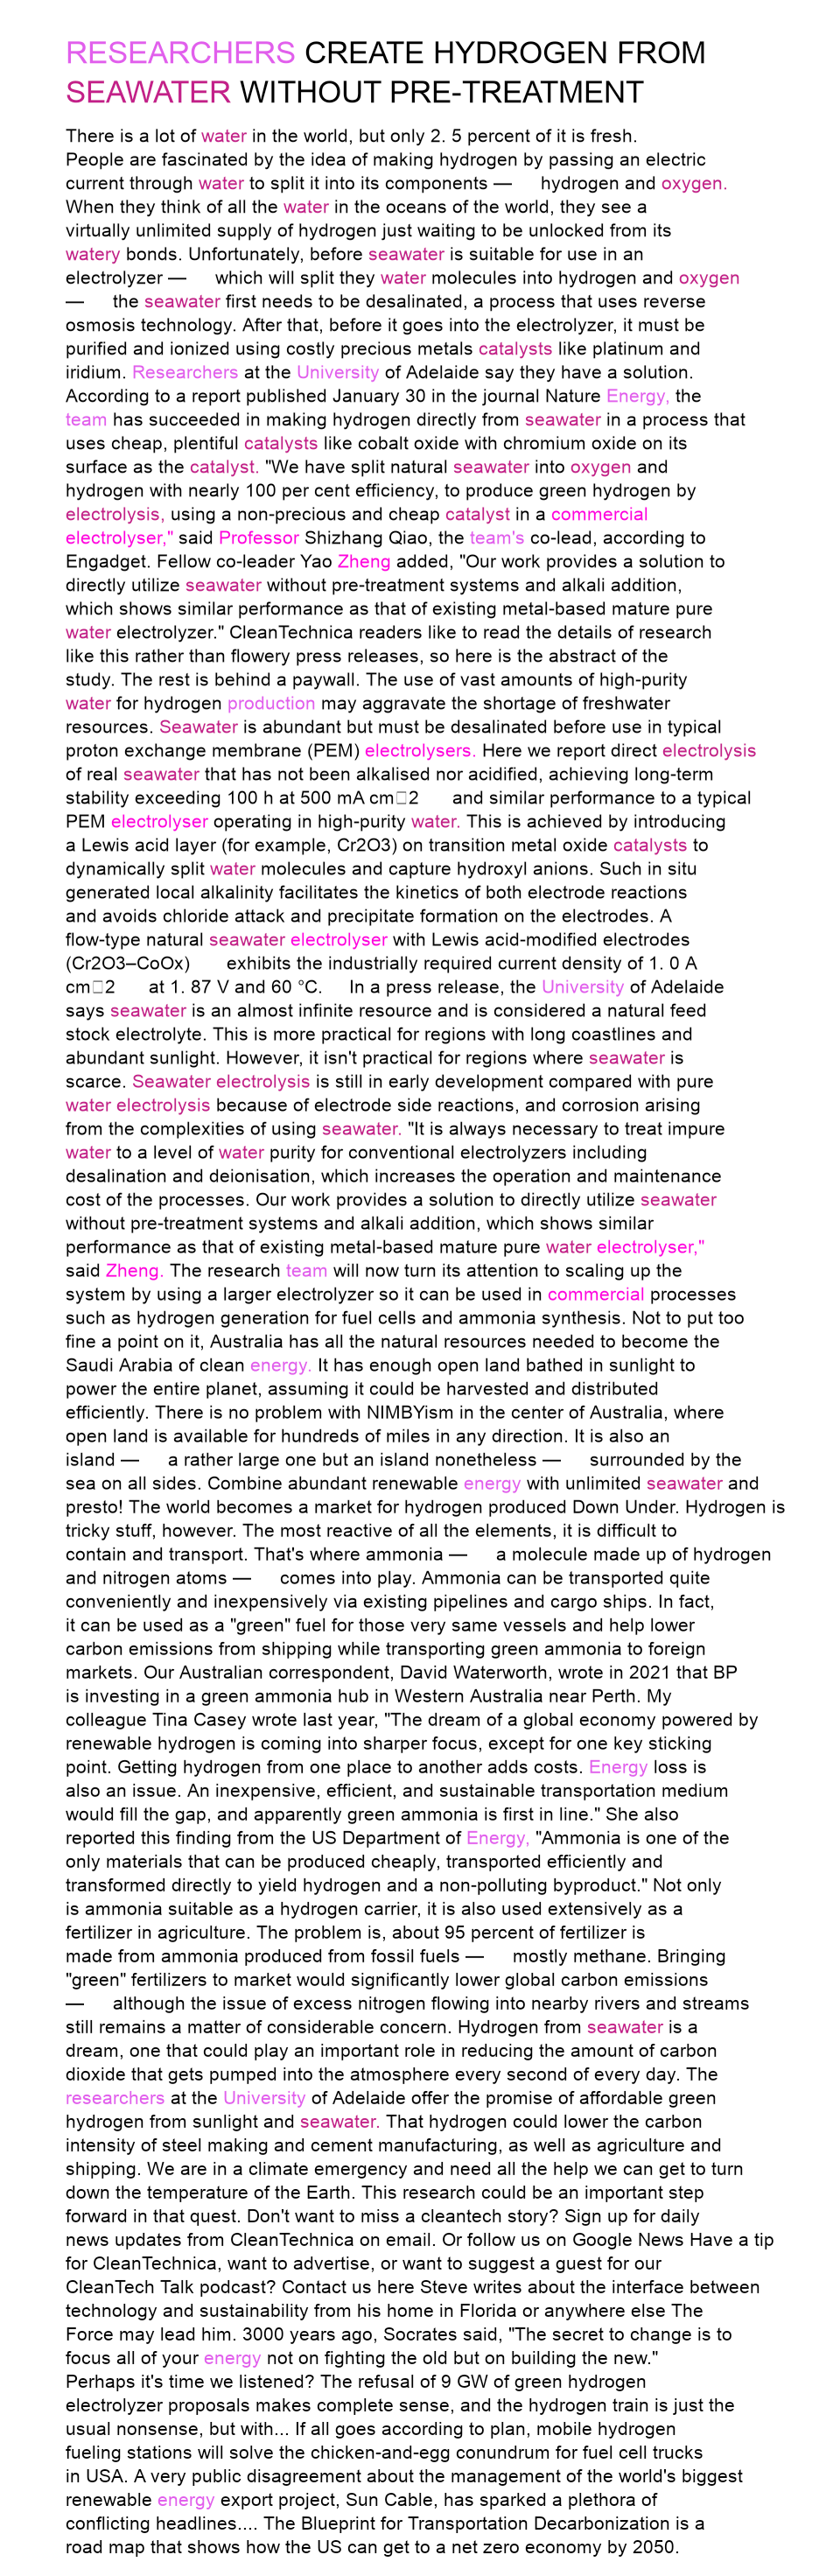 RESEARCHERS CREATE HYDROGEN FROM
SEAWATER WITHOUT PRE-TREATMENT
There is a lot of water in the world, but only 2. 5 percent of it is fresh.
People are fascinated by the idea of making hydrogen by passing an electric
current through water to split it into its components — hydrogen and oxygen.
When they think of all the water in the oceans of the world, they see a
virtually unlimited supply of hydrogen just waiting to be unlocked from its
watery bonds. Unfortunately, before seawater is suitable for use in an
electrolyzer — which will split they water molecules into hydrogen and oxygen
— the seawater first needs to be desalinated, a process that uses reverse
osmosis technology. After that, before it goes into the electrolyzer, it must be
purified and ionized using costly precious metals catalysts like platinum and
iridium. Researchers at the University of Adelaide say they have a solution.
According to a report published January 30 in the journal Nature Energy, the
team has succeeded in making hydrogen directly from seawater in a process that
uses cheap, plentiful catalysts like cobalt oxide with chromium oxide on its
surface as the catalyst. "We have split natural seawater into oxygen and
hydrogen with nearly 100 per cent efficiency, to produce green hydrogen by
electrolysis, using a non-precious and cheap catalyst in a commercial
electrolyser," said Professor Shizhang Qiao, the team's co-lead, according to
Engadget. Fellow co-leader Yao Zheng added, "Our work provides a solution to
directly utilize seawater without pre-treatment systems and alkali addition,
which shows similar performance as that of existing metal-based mature pure
water electrolyzer." CleanTechnica readers like to read the details of research
like this rather than flowery press releases, so here is the abstract of the
study. The rest is behind a paywall. The use of vast amounts of high-purity
water for hydrogen production may aggravate the shortage of freshwater
resources. Seawater is abundant but must be desalinated before use in typical
proton exchange membrane (PEM) electrolysers. Here we report direct electrolysis
of real seawater that has not been alkalised nor acidified, achieving long-term
stability exceeding 100 h at 500 mA cm□2 and similar performance to a typical
PEM electrolyser operating in high-purity water. This is achieved by introducing
a Lewis acid layer (for example, Cr2O3) on transition metal oxide catalysts to
dynamically split water molecules and capture hydroxyl anions. Such in situ
generated local alkalinity facilitates the kinetics of both electrode reactions
and avoids chloride attack and precipitate formation on the electrodes. A
flow-type natural seawater electrolyser with Lewis acid-modified electrodes
(Cr2O3–CoOx) exhibits the industrially required current density of 1. 0 A
cm□2 at 1. 87 V and 60 °C. In a press release, the University of Adelaide
says seawater is an almost infinite resource and is considered a natural feed
stock electrolyte. This is more practical for regions with long coastlines and
abundant sunlight. However, it isn't practical for regions where seawater is
scarce. Seawater electrolysis is still in early development compared with pure
water electrolysis because of electrode side reactions, and corrosion arising
from the complexities of using seawater. "It is always necessary to treat impure
water to a level of water purity for conventional electrolyzers including
desalination and deionisation, which increases the operation and maintenance
cost of the processes. Our work provides a solution to directly utilize seawater
without pre-treatment systems and alkali addition, which shows similar
performance as that of existing metal-based mature pure water electrolyser,"
said Zheng. The research team will now turn its attention to scaling up the
system by using a larger electrolyzer so it can be used in commercial processes
such as hydrogen generation for fuel cells and ammonia synthesis. Not to put too
fine a point on it, Australia has all the natural resources needed to become the
Saudi Arabia of clean energy. It has enough open land bathed in sunlight to
power the entire planet, assuming it could be harvested and distributed
efficiently. There is no problem with NIMBYism in the center of Australia, where
open land is available for hundreds of miles in any direction. It is also an
island — a rather large one but an island nonetheless — surrounded by the
sea on all sides. Combine abundant renewable energy with unlimited seawater and
presto! The world becomes a market for hydrogen produced Down Under. Hydrogen is
tricky stuff, however. The most reactive of all the elements, it is difficult to
contain and transport. That's where ammonia — a molecule made up of hydrogen
and nitrogen atoms — comes into play. Ammonia can be transported quite
conveniently and inexpensively via existing pipelines and cargo ships. In fact,
it can be used as a "green" fuel for those very same vessels and help lower
carbon emissions from shipping while transporting green ammonia to foreign
markets. Our Australian correspondent, David Waterworth, wrote in 2021 that BP
is investing in a green ammonia hub in Western Australia near Perth. My
colleague Tina Casey wrote last year, "The dream of a global economy powered by
renewable hydrogen is coming into sharper focus, except for one key sticking
point. Getting hydrogen from one place to another adds costs. Energy loss is
also an issue. An inexpensive, efficient, and sustainable transportation medium
would fill the gap, and apparently green ammonia is first in line." She also
reported this finding from the US Department of Energy, "Ammonia is one of the
only materials that can be produced cheaply, transported efficiently and
transformed directly to yield hydrogen and a non-polluting byproduct." Not only
is ammonia suitable as a hydrogen carrier, it is also used extensively as a
fertilizer in agriculture. The problem is, about 95 percent of fertilizer is
made from ammonia produced from fossil fuels — mostly methane. Bringing
"green" fertilizers to market would significantly lower global carbon emissions
— although the issue of excess nitrogen flowing into nearby rivers and streams
still remains a matter of considerable concern. Hydrogen from seawater is a
dream, one that could play an important role in reducing the amount of carbon
dioxide that gets pumped into the atmosphere every second of every day. The
researchers at the University of Adelaide offer the promise of affordable green
hydrogen from sunlight and seawater. That hydrogen could lower the carbon
intensity of steel making and cement manufacturing, as well as agriculture and
shipping. We are in a climate emergency and need all the help we can get to turn
down the temperature of the Earth. This research could be an important step
forward in that quest. Don't want to miss a cleantech story? Sign up for daily
news updates from CleanTechnica on email. Or follow us on Google News Have a tip
for CleanTechnica, want to advertise, or want to suggest a guest for our
CleanTech Talk podcast? Contact us here Steve writes about the interface between
technology and sustainability from his home in Florida or anywhere else The
Force may lead him. 3000 years ago, Socrates said, "The secret to change is to
focus all of your energy not on fighting the old but on building the new."
Perhaps it's time we listened? The refusal of 9 GW of green hydrogen
electrolyzer proposals makes complete sense, and the hydrogen train is just the
usual nonsense, but with... If all goes according to plan, mobile hydrogen
fueling stations will solve the chicken-and-egg conundrum for fuel cell trucks
in USA. A very public disagreement about the management of the world's biggest
renewable energy export project, Sun Cable, has sparked a plethora of
conflicting headlines.... The Blueprint for Transportation Decarbonization is a
road map that shows how the US can get to a net zero economy by 2050.